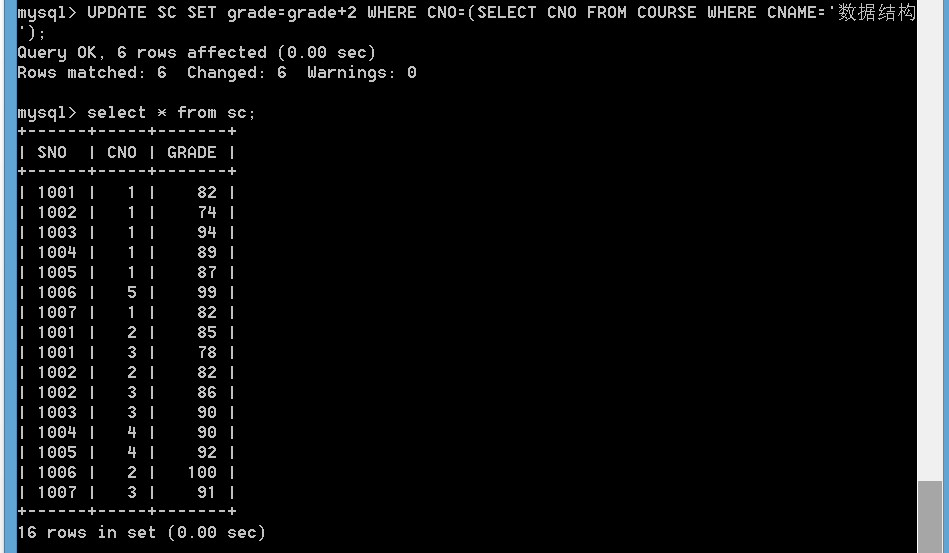 mysql> UPDATE SC SET grade=grade+2 WHERE CNO=(SELECT CNO FROM COURSE WHERE CNAME='数据结构
');
Query OK, 6 rows affected (0.00 sec)
Rows matched: 6  Changed: 6  Warnings: 0
mysql> select * from sc;
+------+-----+-------+
| SNO  | CNO | GRADE |
+------+-----+-------+
| 1001 |   1 |    82 |
| 1002 |   1 |    74 |
| 1003 |   1 |    94 |
| 1004 |   1 |    89 |
| 1005 |   1 |    87 |
| 1006 |   5 |    99 |
| 1007 |   1 |    82 |
| 1001 |   2 |    85 |
| 1001 |   3 |    78 |
| 1002 |   2 |    82 |
| 1002 |   3 |    86 |
| 1003 |   3 |    90 |
| 1004 |   4 |    90 |
| 1005 |   4 |    92 |
| 1006 |   2 |   100 |
| 1007 |   3 |    91 |
+------+-----+-------+
16 rows in set (0.00 sec)